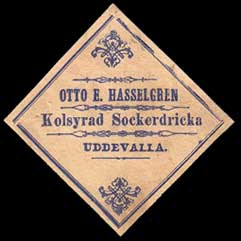 OTTO E. HASSELGREN
Kolsyrad Sockerdricka
UDDEVALLA.